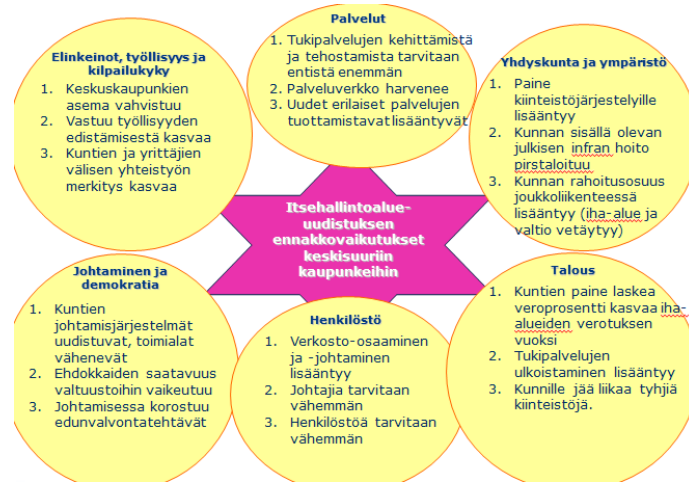 Palvelut
1. Tukipalvelujen kehittämistä
ja tehostamista tarvitaan
entistä enemmän
2. Palveluverkko harvenee
3. Uudet erilaiset palvelujen
tuottamistavat lisääntyvät
Elinkeinot, työllisyys ja
kilpailukyky
1. Keskuskaupunkien
asema vahvistuu
2. Vastuu työllisyyden
edistämisestä kasvaa
3. Kuntien ja yrittäjien
välisen yhteistyön
merkitys kasvaa
Yhdyskunta ja ympäristö
1. Paine
kiinteistöjärjestelyille
lisääntyy
2. Kunnan sisällä olevan
julkisen infran hoito
pirstaloituu
3. Kunnan rahoitusosuus
joukkoliikenteessä
lisääntyy (iha-alue ja
valtio vetäytyy)
Itsehallintoalue-
uudistuksen
ennakkovaikutukset
keskisuuriin
kaupunkeihin
Johtaminen ja
demokratia
1. Kuntien
johtamisjärjestelmät
uudistuvat, toimialat
vähenevät
2. Ehdokkaiden saatavuus
valtuustoihin vaikeutuu
3. Johtamisessa korostuu
edunvalvontatehtävät
Henkilöstö
1. Verkosto-osaaminen
ja -johtaminen
lisääntyy
2. Johtajia tarvitaan
vähemmän
3. Henkilöstöä tarvitaan
vähemmän
Talous
1. Kuntien paine laskea
veroprosentti kasvaa iha-
alueiden verotuksen
vuoksi
2. Tukipalvelujen
ulkoistaminen lisääntyy
3. Kunnille jää liikaa tyhjiä
kiinteistöjä.